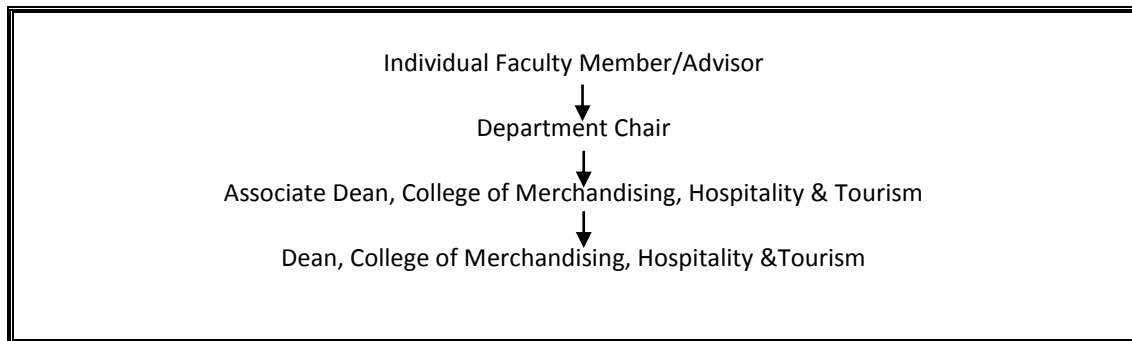 Individual Faculty Member/Advisor
Department Chair
Associate Dean, College of Merchandising, Hospitality & Tourism
Dean, College of Merchandising, Hospitality &Tourism